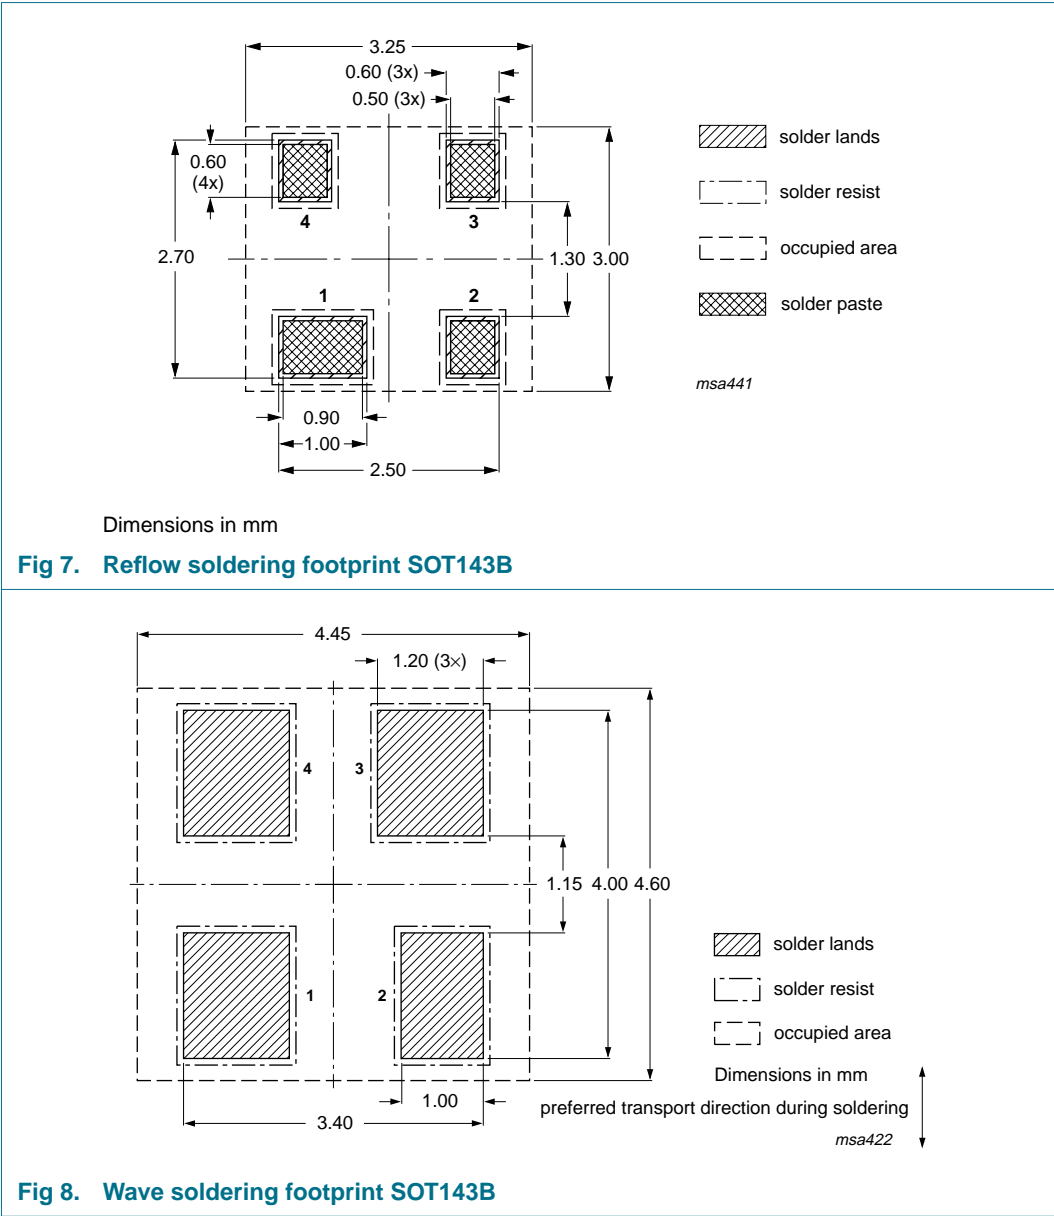 3.25
0.60 (3x)
0.50 (3x)
solder lands
0.60
(4x)
solder resist
4
3
2.70
1.30 3.00
occupied area
1
2
solder paste
msa441
0.90
1.00
2.50
Dimensions in mm
Fig 7. Reflow soldering footprint SOT143B
4.45
1.20 (3×)
4
3
1.15 4.00 4.60
solder lands
1
2
solder resist
occupied area
Dimensions in mm
1.00
preferred transport direction during soldering
3.40
msa422
Fig 8. Wave soldering footprint SOT143B